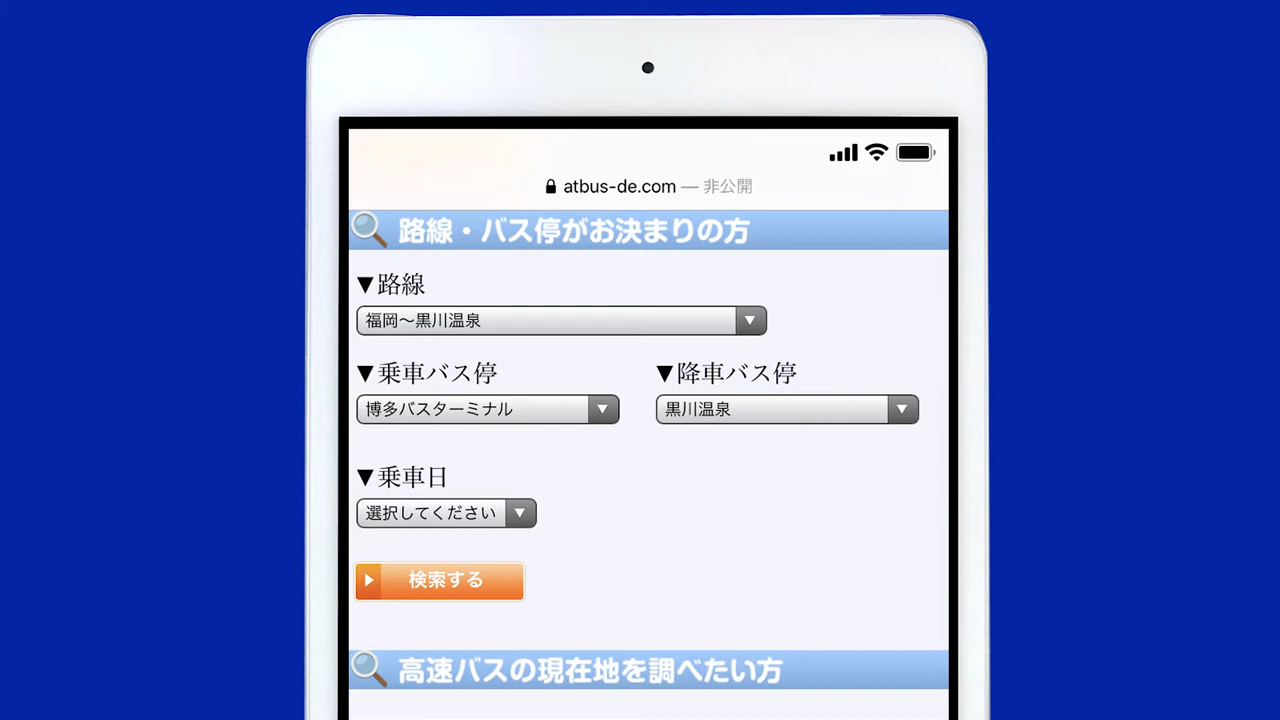 atbus-de.com — 非公開
路線・バス停がお決まりの方
▼路線
福岡〜黒川温泉
▼乗車バス停
▼降車バス停
博多バスターミナル
黒川温泉
▼乗車日
選択してください
検索する
高速バスの現在地を調べたい方